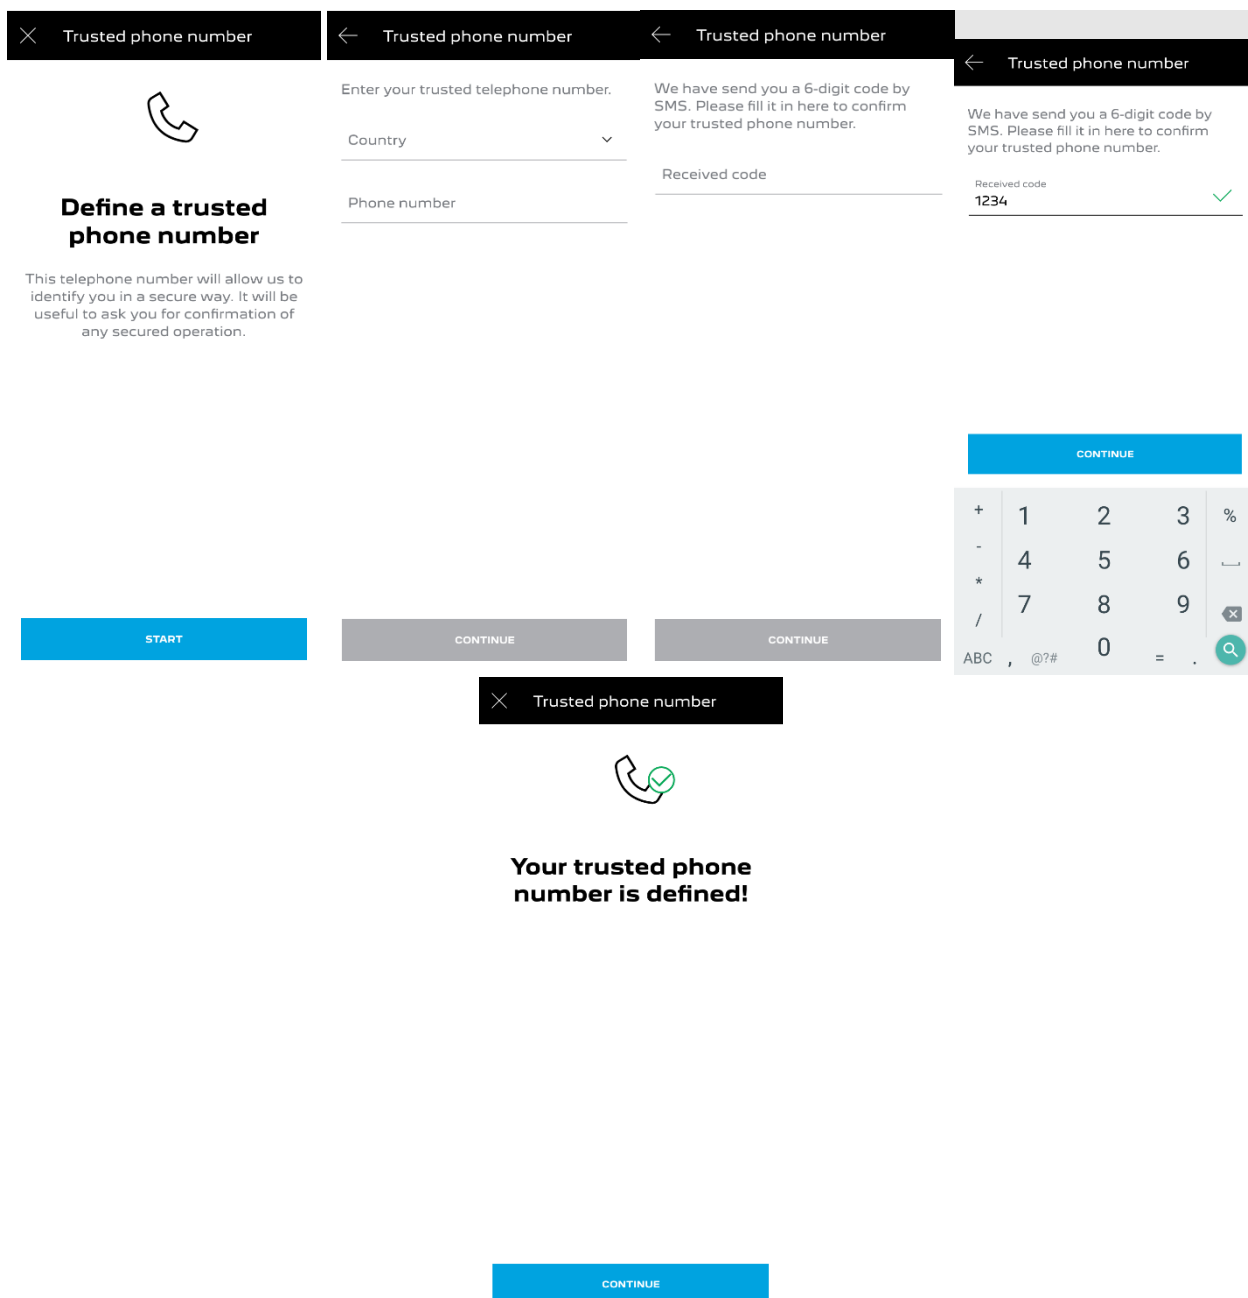 Trusted phone number
Define a trusted
phone number
This telephone number will allow us to
identify you in a secure way. It will be
useful to ask you for confirmation of
any secured operation.
START
Trusted phone number
Enter your trusted telephone number.
Country
Phone number
CONTINUE
Trusted phone number
We have send you a 6-digit code by
SMS. Please fill it in here to confirm
your trusted phone number.
Received code
CONTINUE
Trusted phone number
We have send you a 6-digit code by
SMS. Please fill it in here to confirm
your trusted phone number.
Received code
1234
CONTINUE
+ 1 2 3 %
- 4 5 6
*
/ 7 8 9
ABC , @?# 0 = .
Trusted phone number
Your trusted phone
number is defined!
CONTINUE